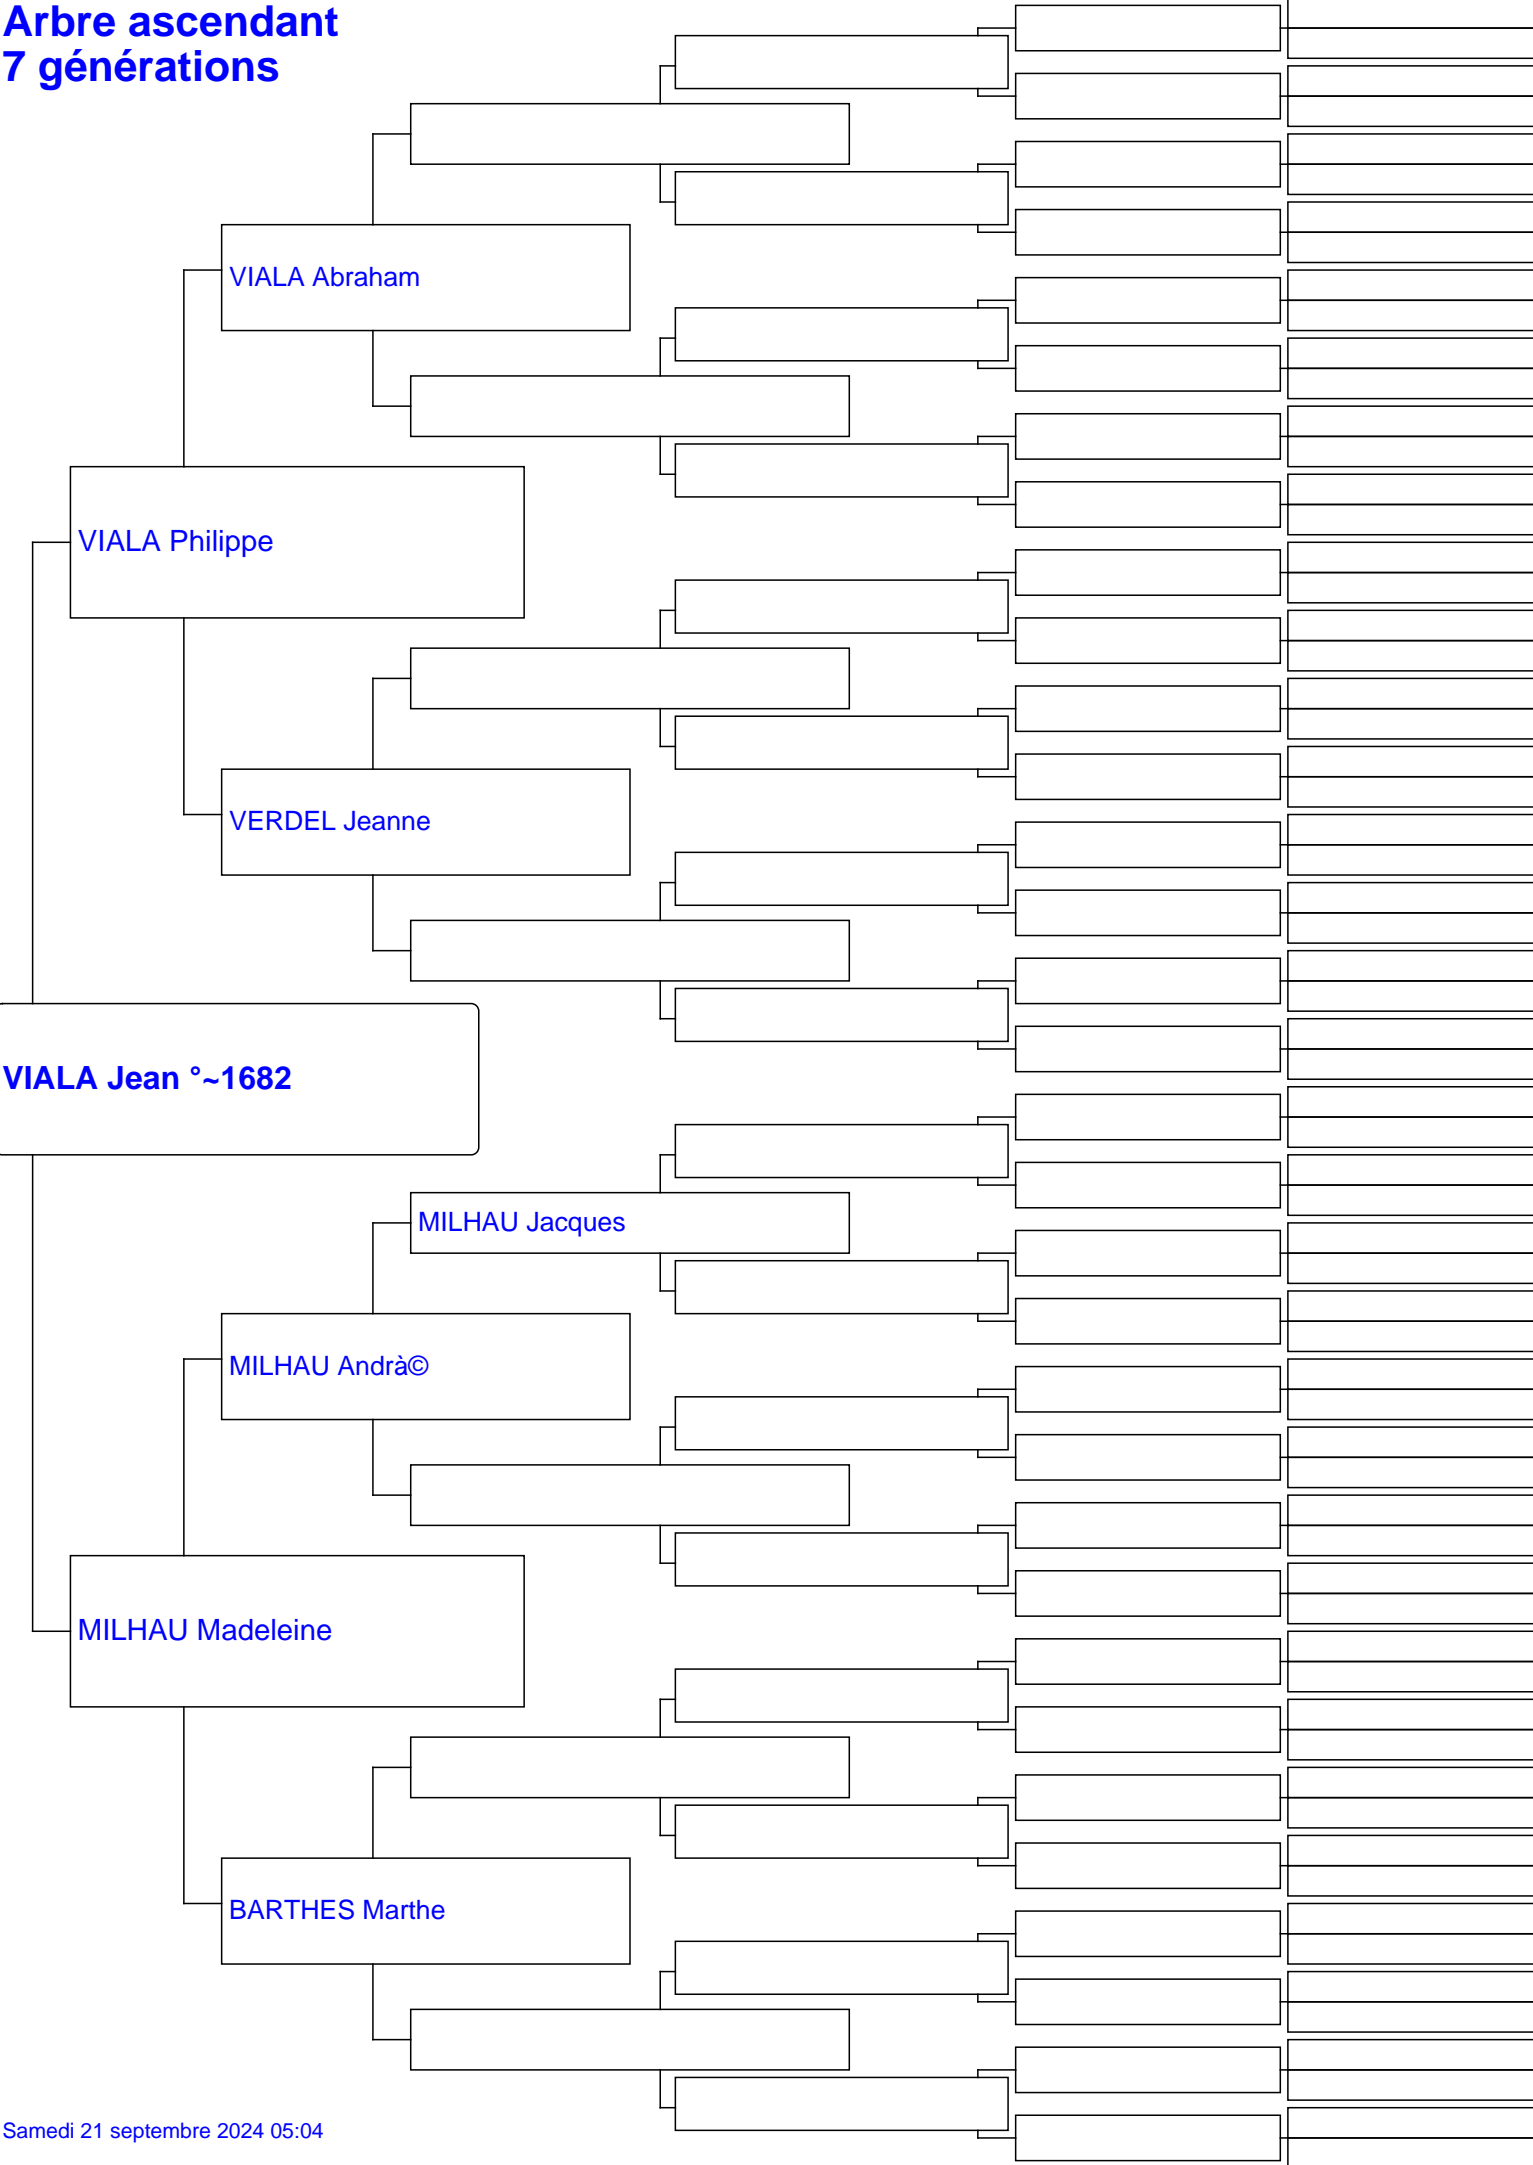 Arbre ascendant
7 générations
VIALA Abraham
VIALA Philippe
VERDEL Jeanne
VIALA Jean °~1682
MILHAU Jacques
MILHAU Andrà©
MILHAU Madeleine
BARTHES Marthe
Samedi 21 septembre 2024 05:04